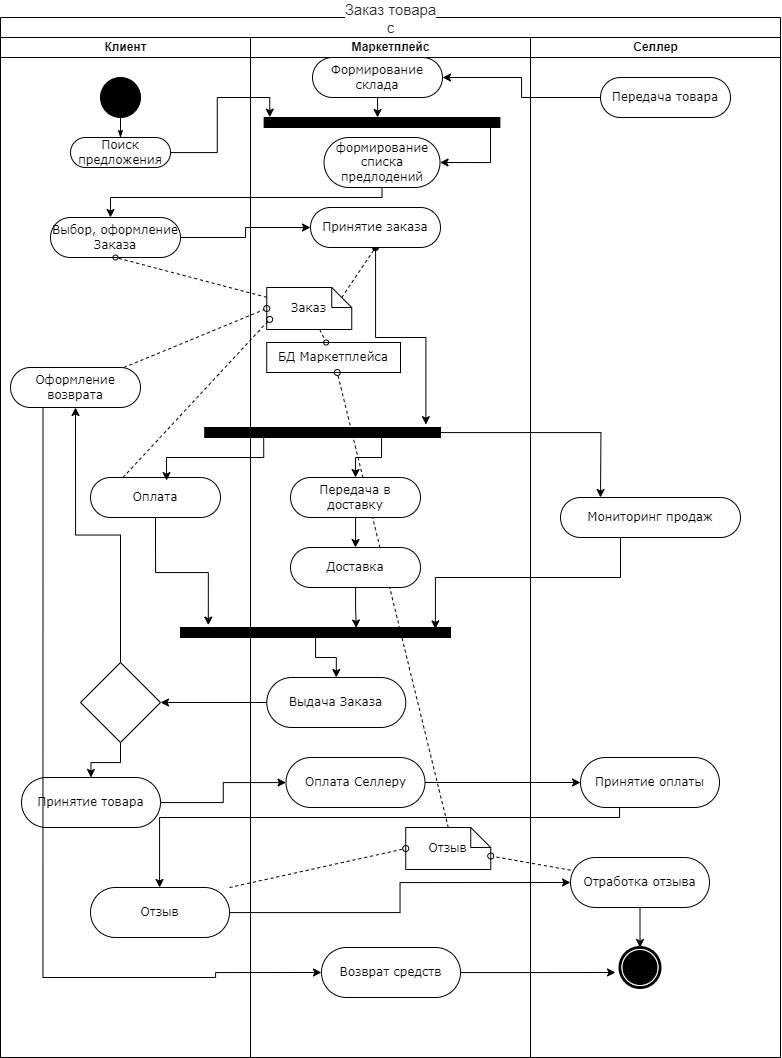 Заказ товара
с
Клиент
Маркетплейс
Селлер
Формирование
склада
Передача товара
Поиск
предложения
формирование
списка
предлодений
Выбор, оформление
Заказа
Принятие заказа
Заказ
БД Маркетплейса
Оформление
возврата
Оплата
Передача в
доставку
Мониторинг продаж
Доставка
Выдача Заказа
Принятие товара
Оплата Селлеру
Принятие оплаты
Отзыв
Отработка отзыва
Отзыв
Возврат средств